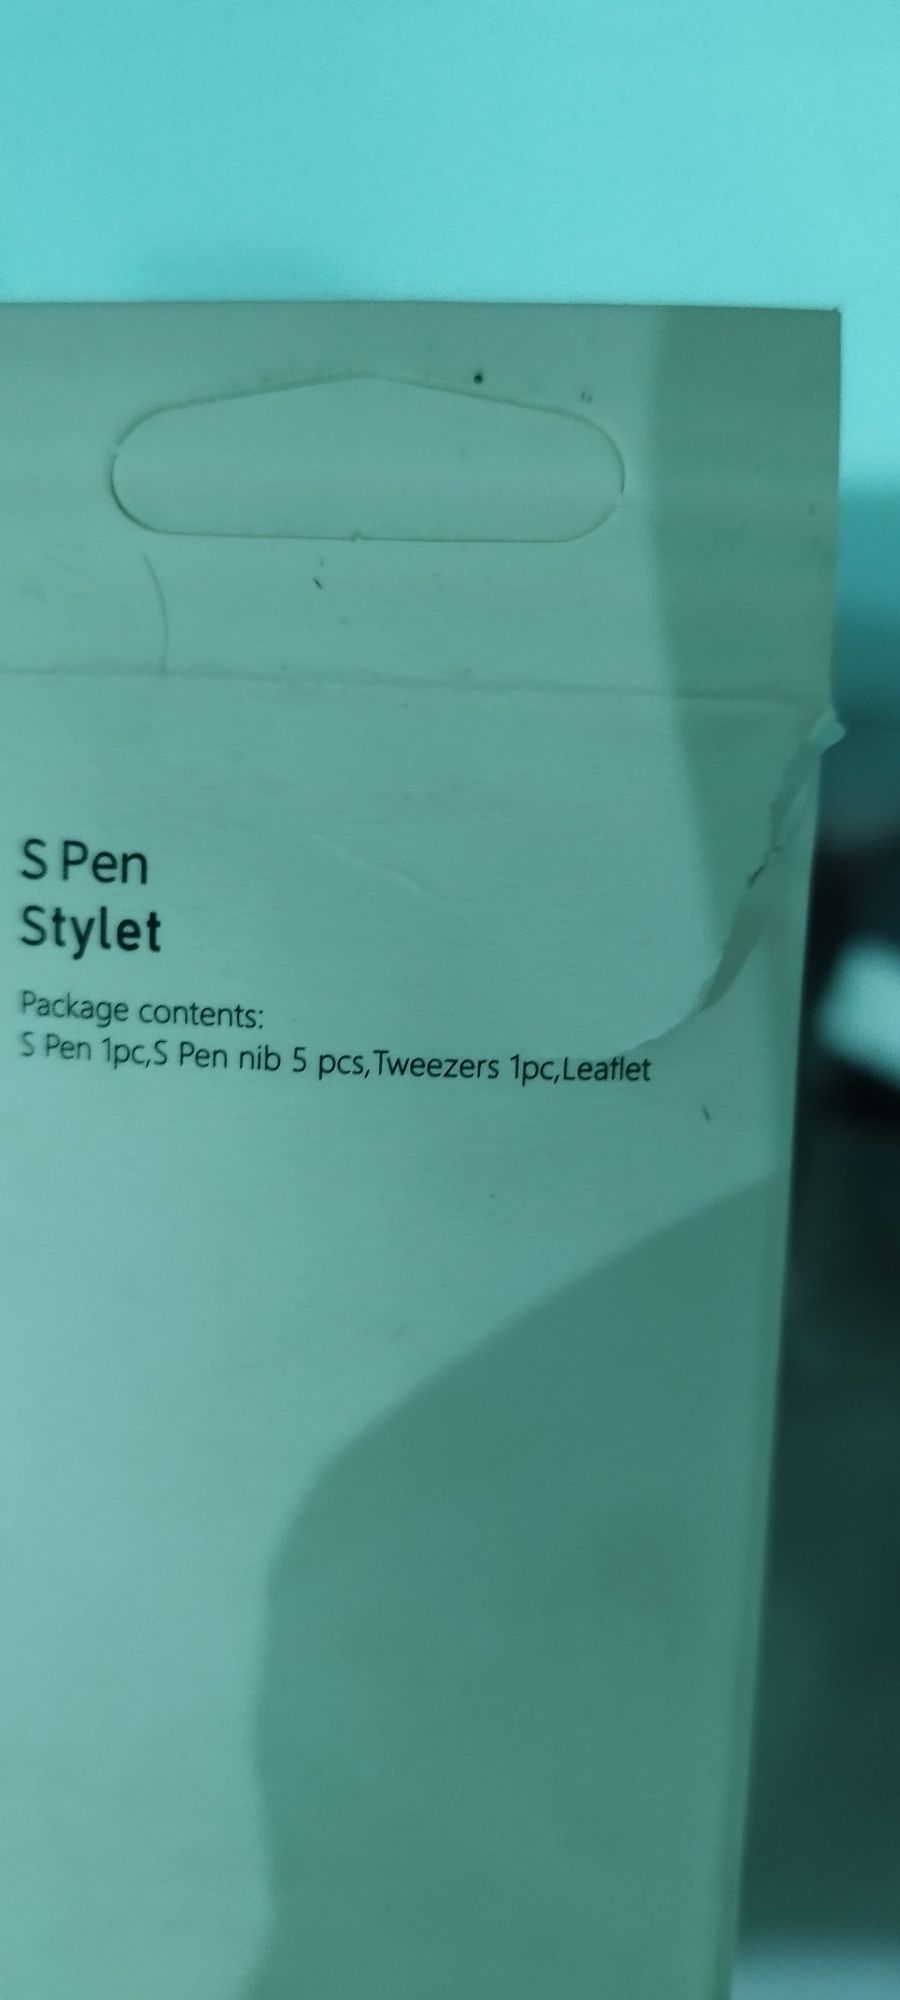 S Pen
Stylet
Package contents:
S Pen 1pc,S Pen nib 5 pcs,Tweezers 1pc,Leaflet